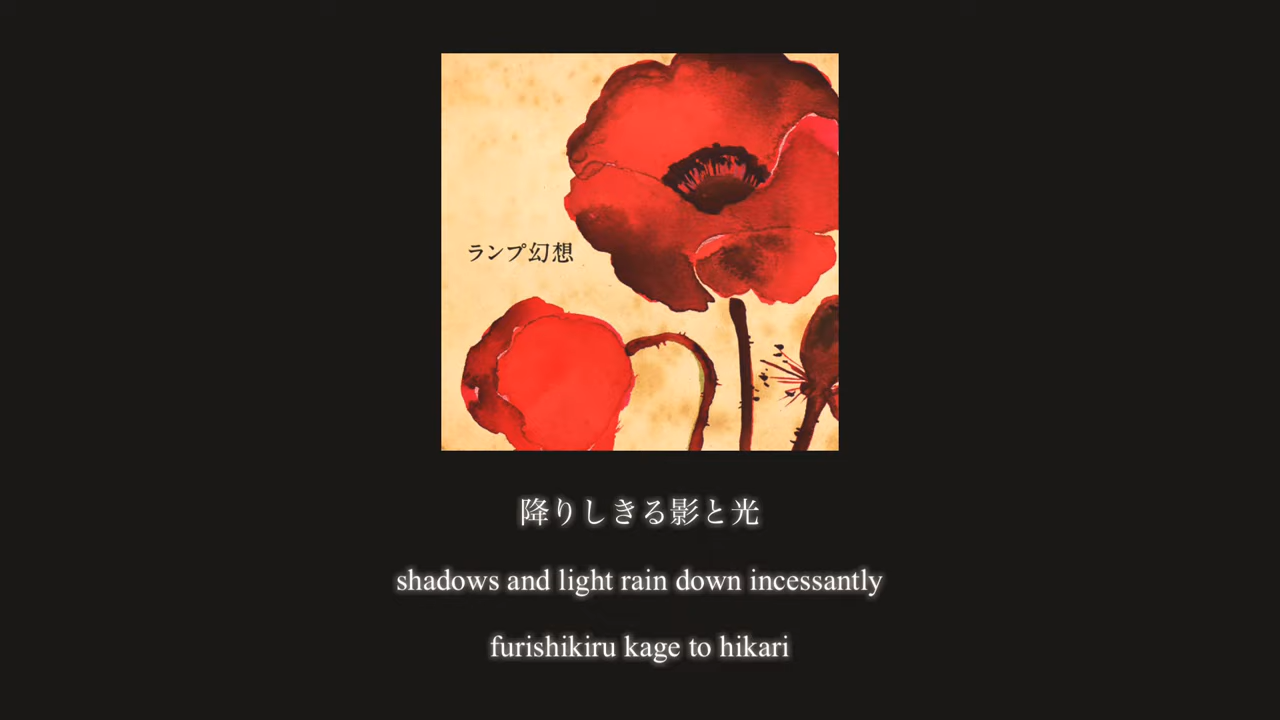 ランプ幻想
降りしきる影と光
shadows and light rain down incessantly
furishikiru kage to hikari